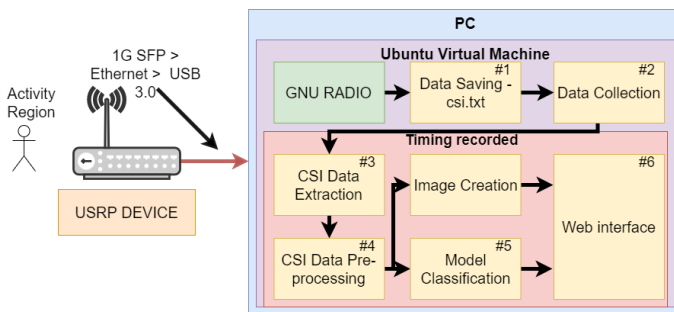 PC
Ubuntu Virtual Machine
1G SFP >
Ethernet > USB
3.0
Activity
Region
USRP DEVICE
GNU RADIO
#1
Data Saving -
csi.txt
#2
Data Collection
Timing recorded
#3
CSI Data
Extraction
Image Creation
#6
Web interface
#4
CSI Data Pre-
processing
#5
Model
Classification